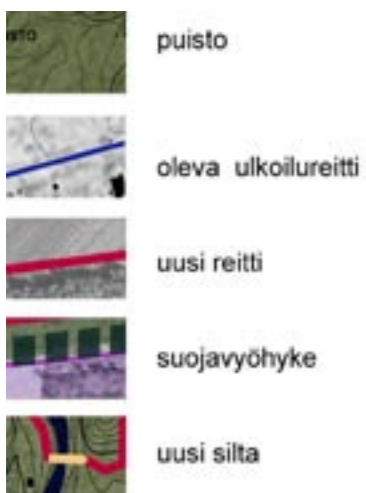 puisto
oleva ulkoilureitti
uusi reitti
suojavyöhyke
uusi silta